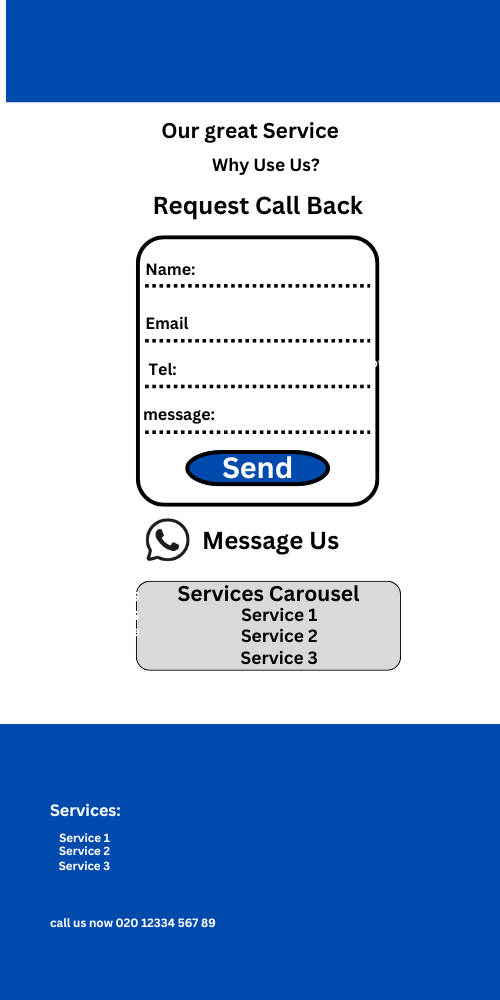 Our great Service
Why Use Us?
Request Call Back
Name:
Email
Tel:
message:
Send
Message Us
Services Carousel
Service 1
Service 2
Service 3
Services:
Service 1
Service 2
Service 3
call us now 020 12334 567 89